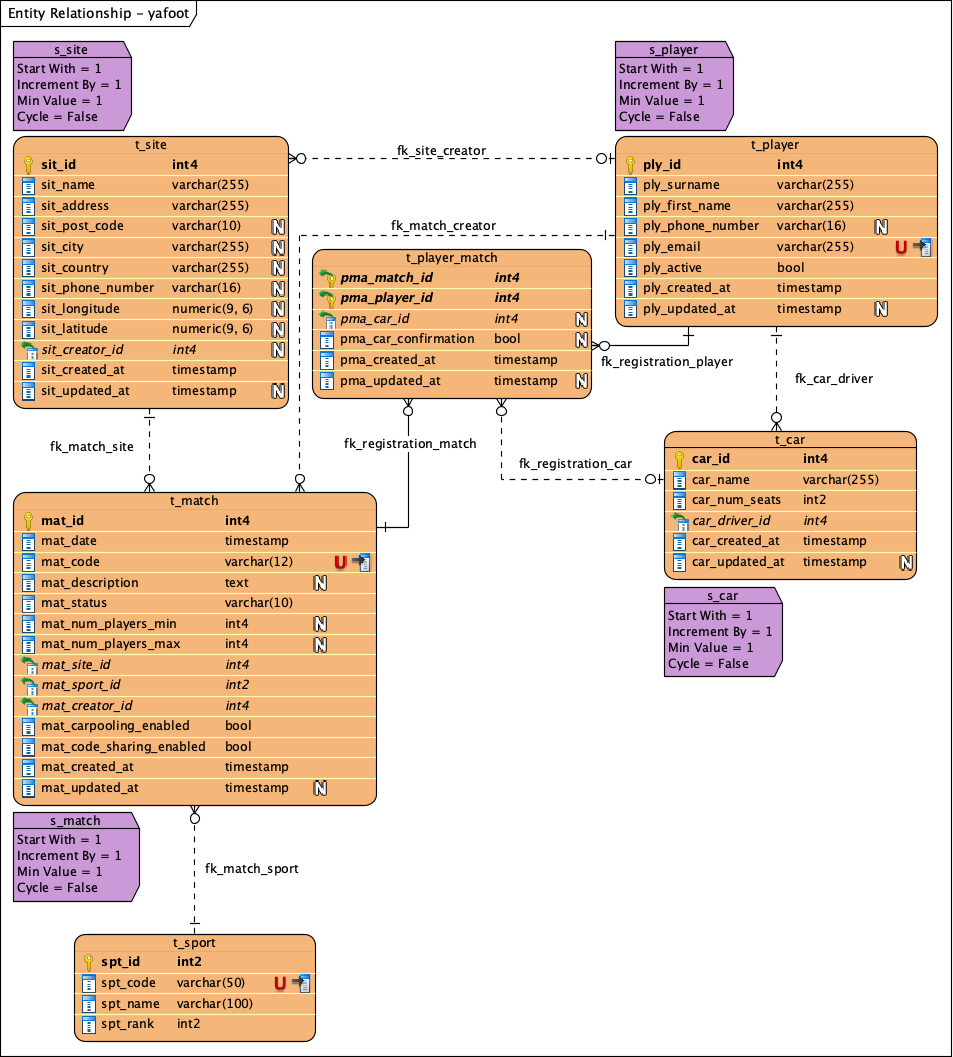 Entity Relationship - yafoot
s_site
Start With = 1
Increment By = 1
Min Value = 1
Cycle = False
s_player
Start With = 1
Increment By = 1
Min Value = 1
Cycle = False
t_site
sit_id int4
sit_name varchar(255)
sit_address varchar(255)
sit_post_code varchar(10) N
sit_city varchar(255) N
sit_country varchar(255) N
sit_phone_number varchar(16) N
sit_longitude numeric(9, 6) N
sit_latitude numeric(9, 6) N
sit_creator_id int4 N
sit_created_at timestamp
sit_updated_at timestamp N
fk_site_creator
t_player
ply_id int4
ply_surname varchar(255)
ply_first_name varchar(255)
ply_phone_number varchar(16) N
ply_email varchar(255) U
ply_active bool
ply_created_at timestamp
ply_updated_at timestamp N
fk_match_creator
t_player_match
pma_match_id int4
pma_player_id int4
pma_car_id int4 N
pma_car_confirmation bool N
pma_created_at timestamp
pma_updated_at timestamp N
fk_registration_player
fk_car_driver
fk_match_site
fk_registration_match
fk_registration_car
t_car
car_id int4
car_name varchar(255)
car_num_seats int2
car_driver_id int4
car_created_at timestamp
car_updated_at timestamp N
s_car
Start With = 1
Increment By = 1
Min Value = 1
Cycle = False
t_match
mat_id int4
mat_date timestamp
mat_code varchar(12) U
mat_description text N
mat_status varchar(10)
mat_num_players_min int4 N
mat_num_players_max int4 N
mat_site_id int4
mat_sport_id int2
mat_creator_id int4
mat_carpooling_enabled bool
mat_code_sharing_enabled bool
mat_created_at timestamp
mat_updated_at timestamp N
s_match
Start With = 1
Increment By = 1
Min Value = 1
Cycle = False
fk_match_sport
t_sport
spt_id int2
spt_code varchar(50) U
spt_name varchar(100)
spt_rank int2